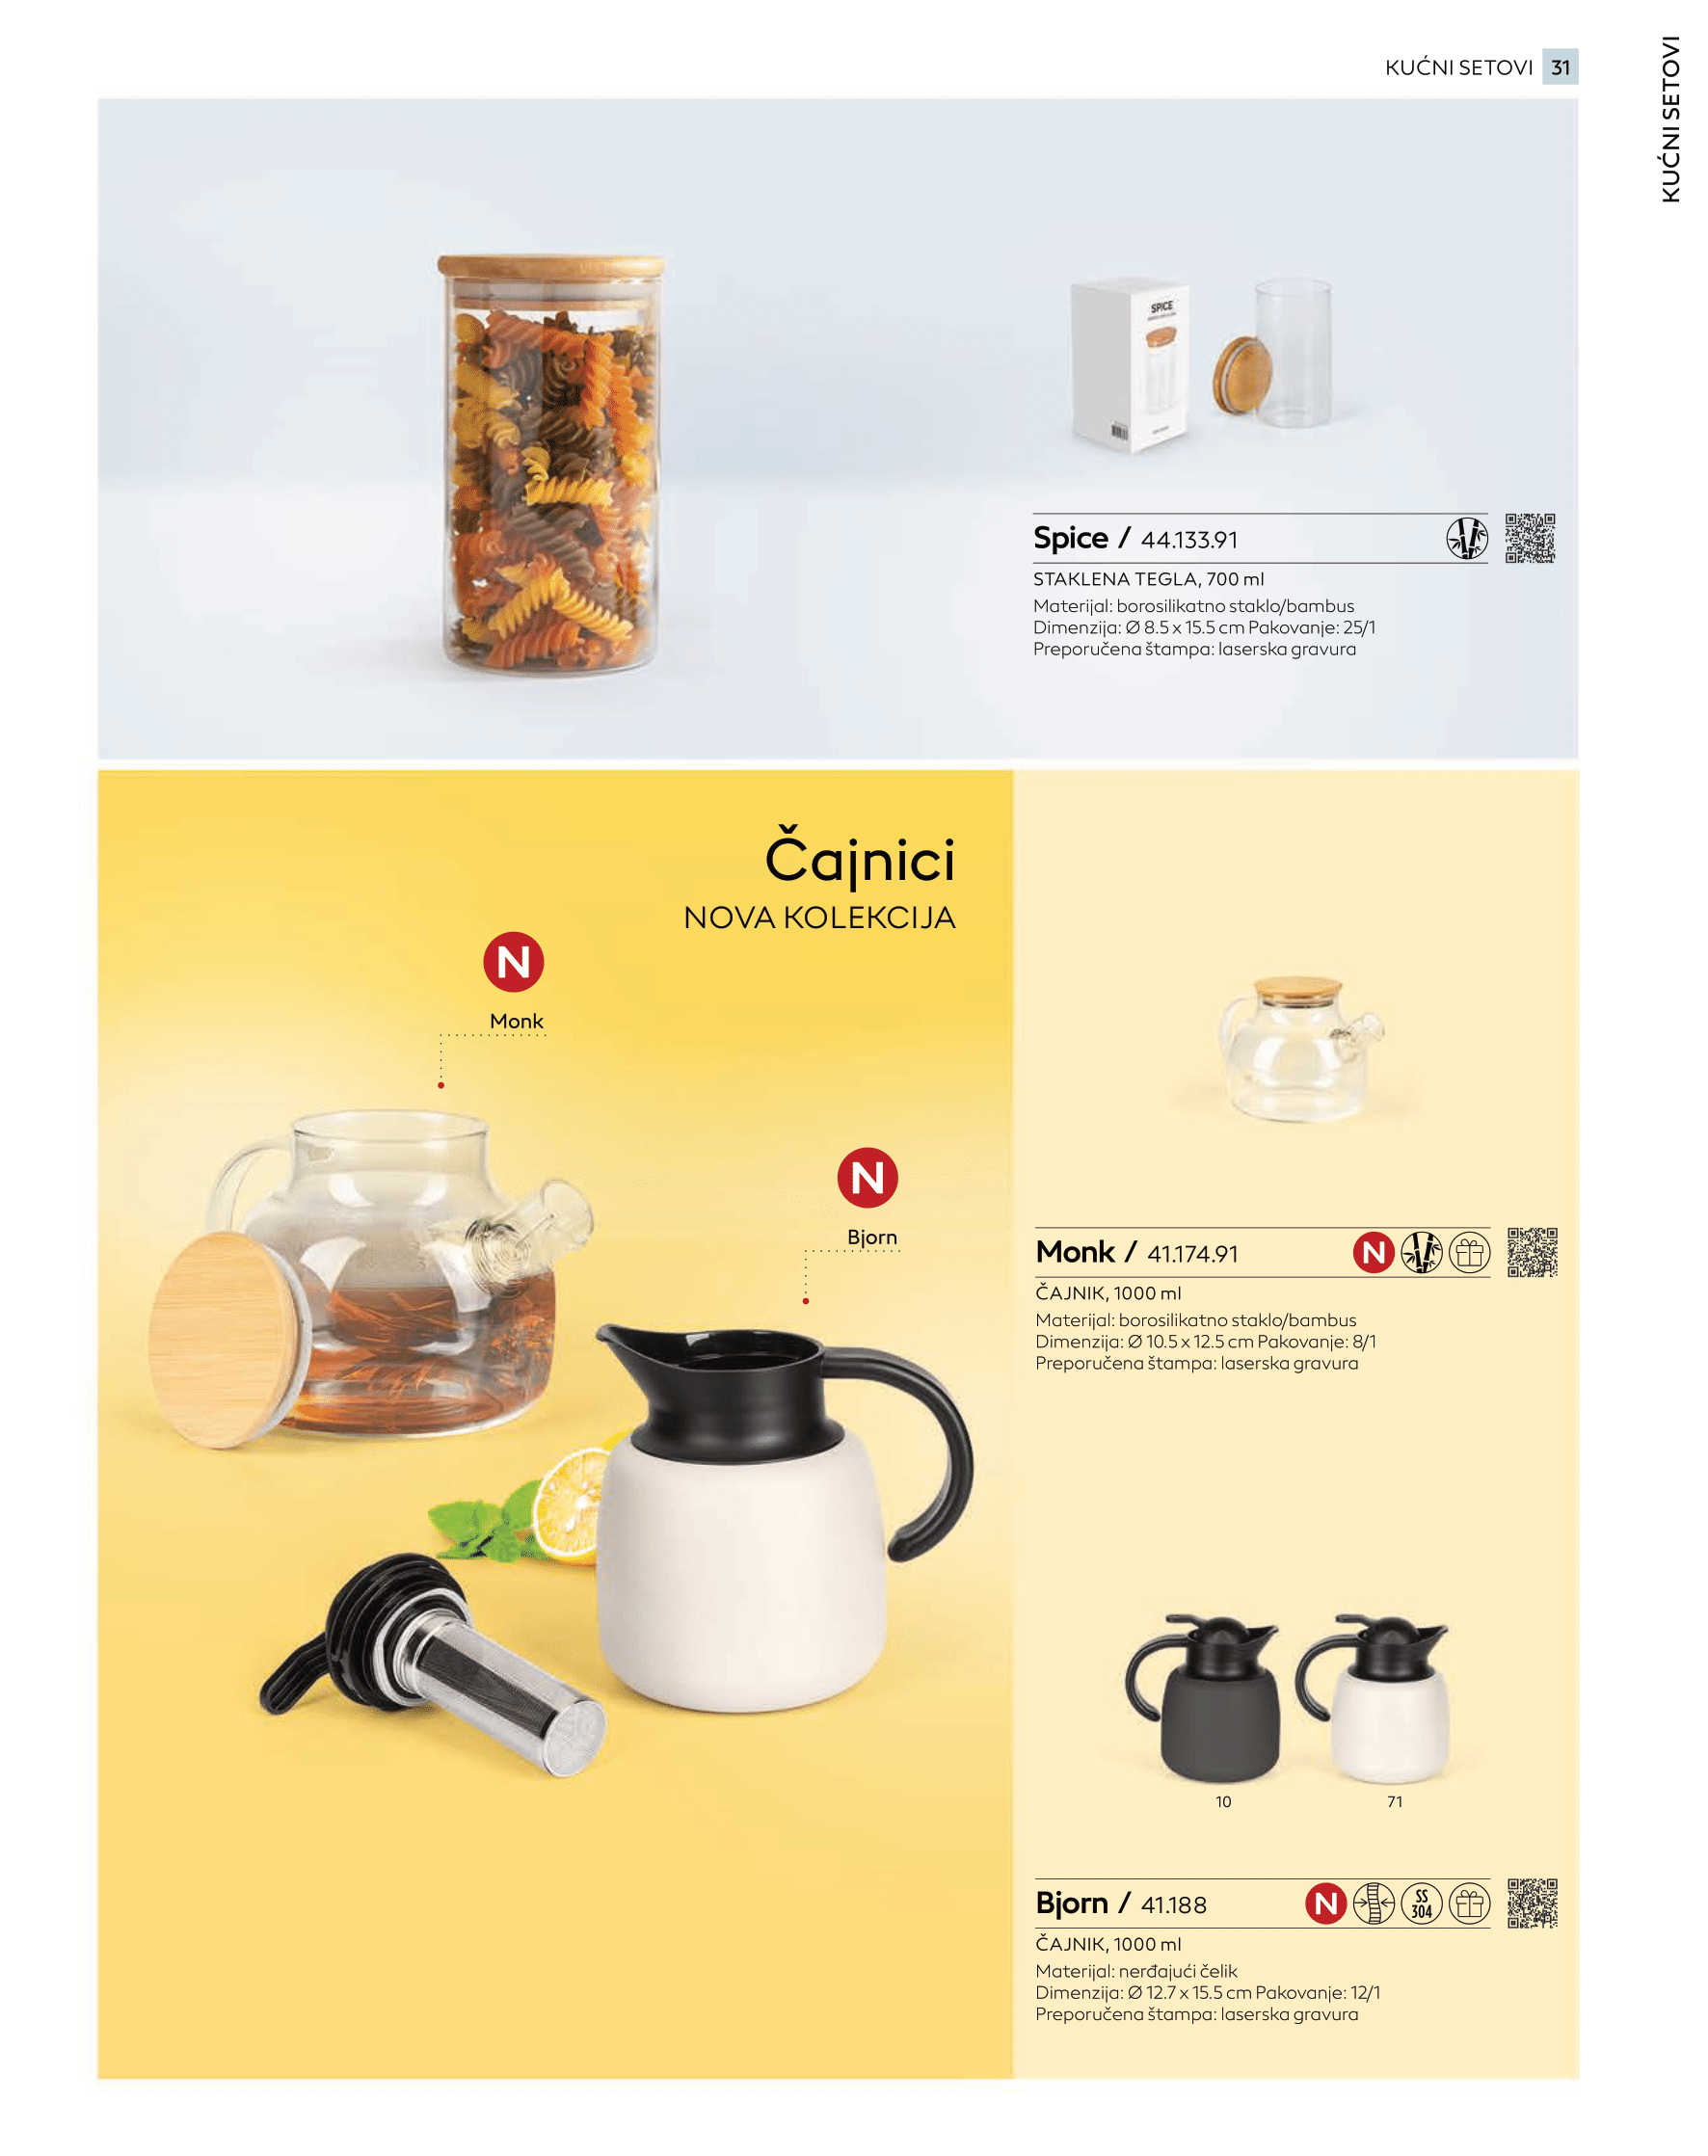 KUĆNI SETOVI 31
KUĆNI SETOVI
SPICE
Spice / 44.133.91
STAKLENA TEGLA, 700 ml
Materijal: borosilikatno staklo/bambus
Dimenzija: Ø 8.5 x 15.5 cm Pakovanje: 25/1
Preporučena štampa: laserska gravura
Čajnici
NOVA KOLEKCIJA
N
Monk
N
Bjorn
Monk / 41.174.91 N
ČAJNIK, 1000 ml
Materijal: borosilikatno staklo/bambus
Dimenzija: Ø 10.5 x 12.5 cm Pakovanje: 8/1
Preporučena štampa: laserska gravura
10 71
Bjorn / 41.188 N SS 304
ČAJNIK, 1000 ml
Materijal: nerđajući čelik
Dimenzija: Ø 12.7 x 15.5 cm Pakovanje: 12/1
Preporučena štampa: laserska gravura